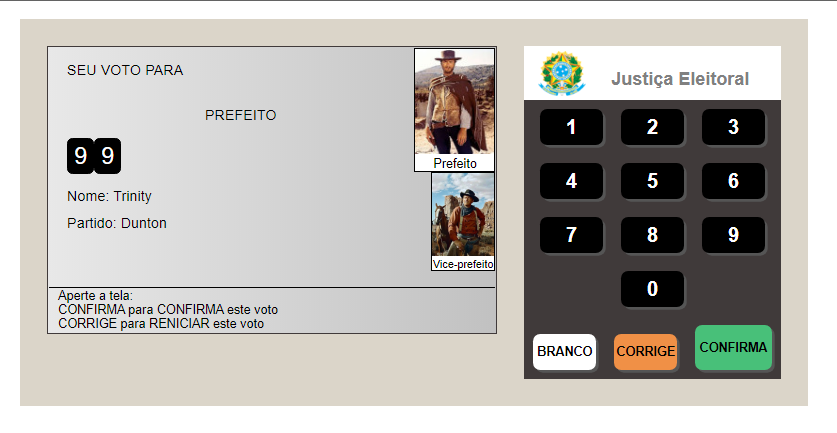 SEU VOTO PARA
PREFEITO
9 9
Nome: Trinity
Partido: Dunton
Prefeito
Vice-prefeito
Aperte a tela:
CONFIRMA para CONFIRMA este voto
CORRIGE para RENICIAR este voto
Justiça Eleitoral
1 2 3
4 5 6
7 8 9
0
BRANCO CORRIGE CONFIRMA